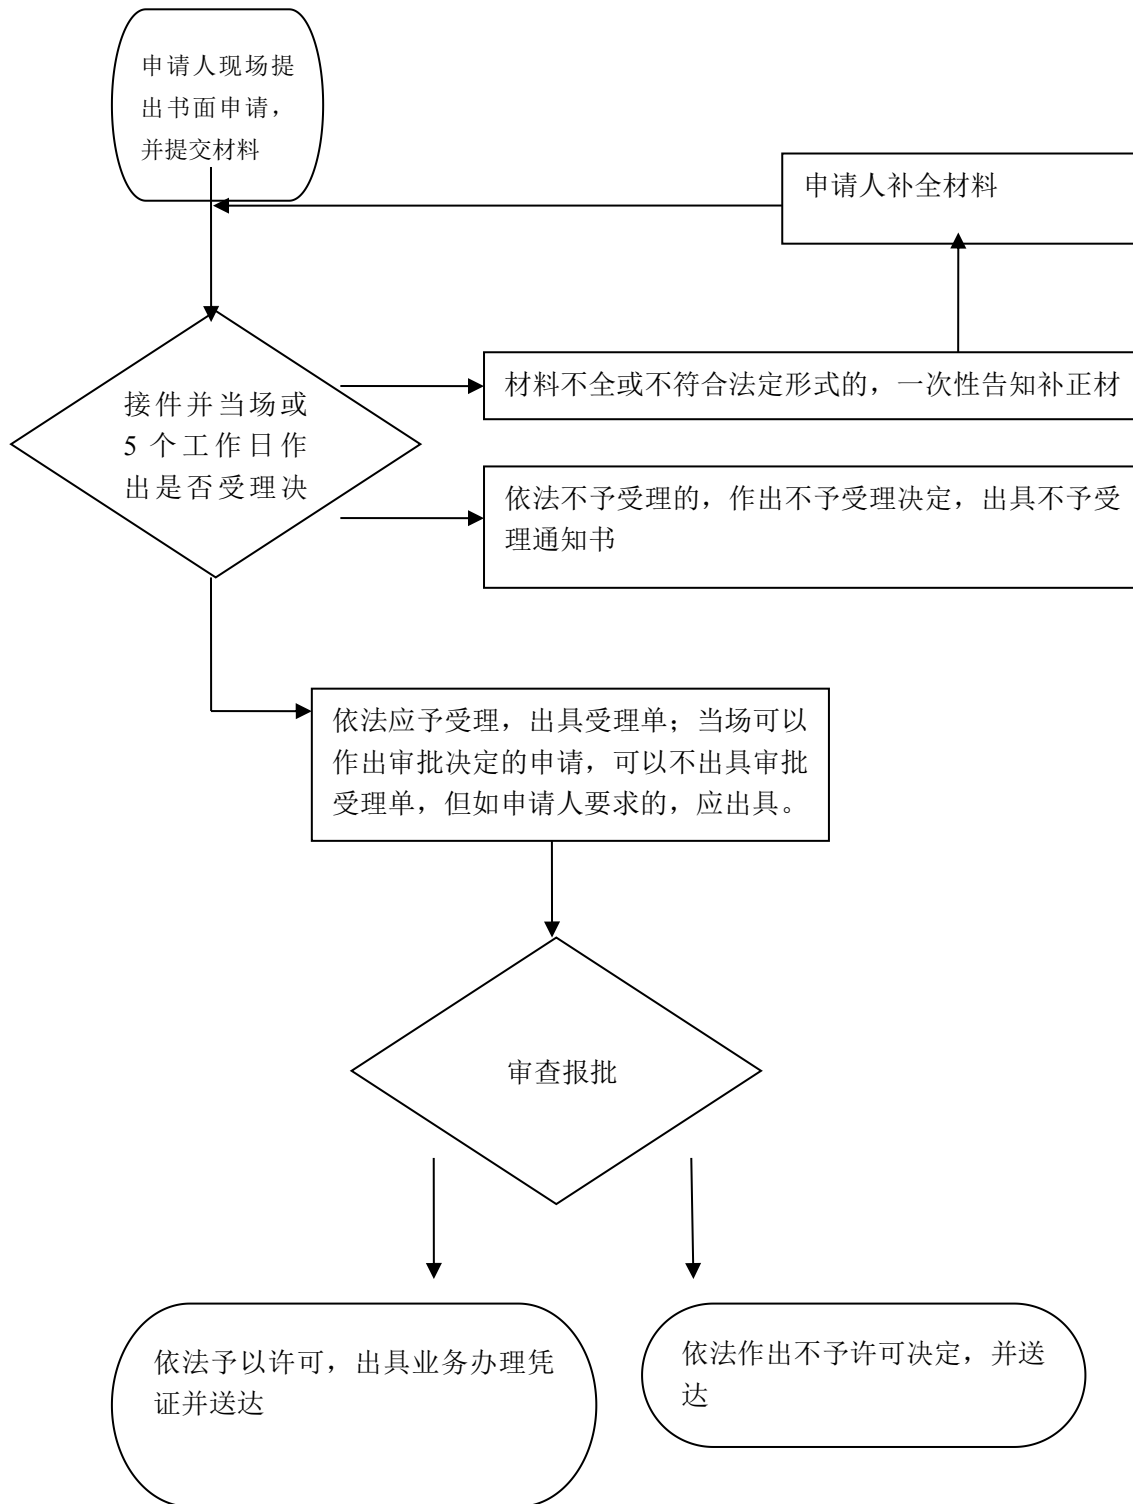 申请人现场提
出书面申请，
并提交材料
申请人补全材料
材料不全或不符合法定形式的，一次性告知补正材
接件并当场或
5 个工作日作
出是否受理决
依法不予受理的，作出不予受理决定，出具不予受
理通知书
依法应予受理，出具受理单；当场可以
作出审批决定的申请，可以不出具审批
受理单，但如申请人要求的，应出具。
审查报批
依法予以许可，出具业务办理凭
证并送达
依法作出不予许可决定，并送
达